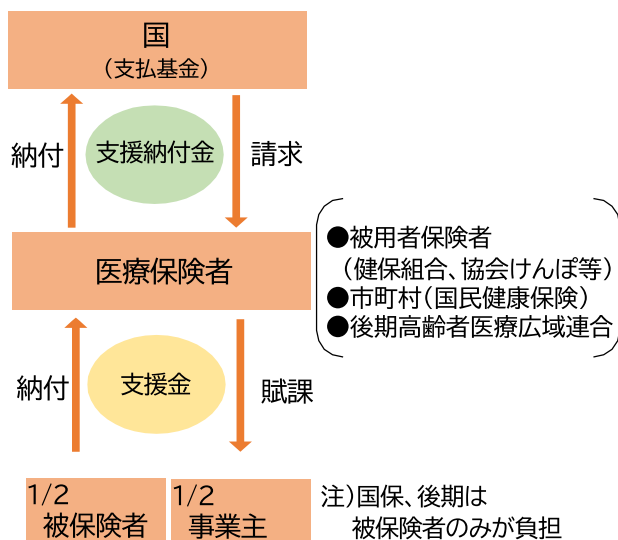 国
（支払基金）
納付
支援納付金
請求
医療保険者
●被用者保険者
（健保組合、協会けんぽ等）
●市町村（国民健康保険）
●後期高齢者医療広域連合
納付
支援金
賦課
1/2
被保険者
1/2
事業主
注）国保、後期は
被保険者のみが負担